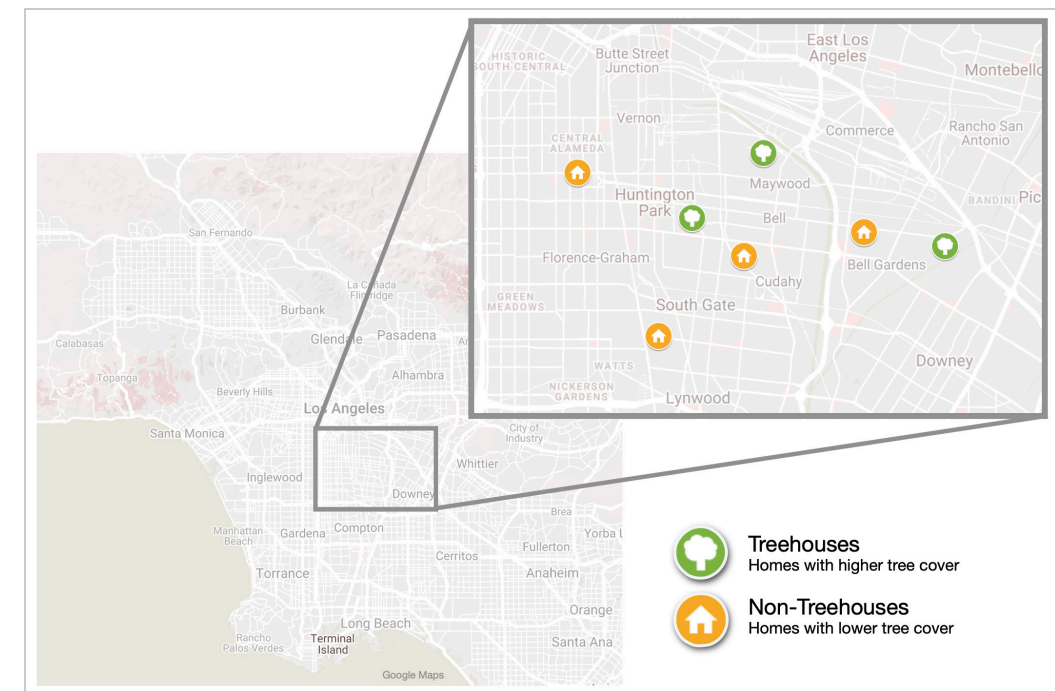 East Los
Angeles
HISTORIC
SOUTH-CENTRAL
Butte Street
Junction
Montebello
Vernon
Commerce
Rancho San
Antonio
CENTRAL
ALAMEDA
Maywood
Huntington
Park
BANDINI
Pic
Bell
Florence-Graham
Bell Gardens
Cudahy
GREEN
MEADOWS
South Gate
WATTS
Downey
NICKERSON
GARDENS
Lynwood
San Fernando
La Cañada
Flintridge
Burbank
Glendale
Pasadena
Calabasas
Topanga
Alhambra
Beverly Hills
Los Angeles
Santa Monica
City of
Industry
Whittier
Inglewood
Downey
Manhattan
Beach
Gardena
Compton
Brea
Yorba L
Cerritos
Fullerton
Torrance
Anaheim
Orange
Long Beach
Rancho
Palos Verdes
Terminal
Island
Santa Ana
Google Maps
Treehouses
Homes with higher tree cover
Non-Treehouses
Homes with lower tree cover